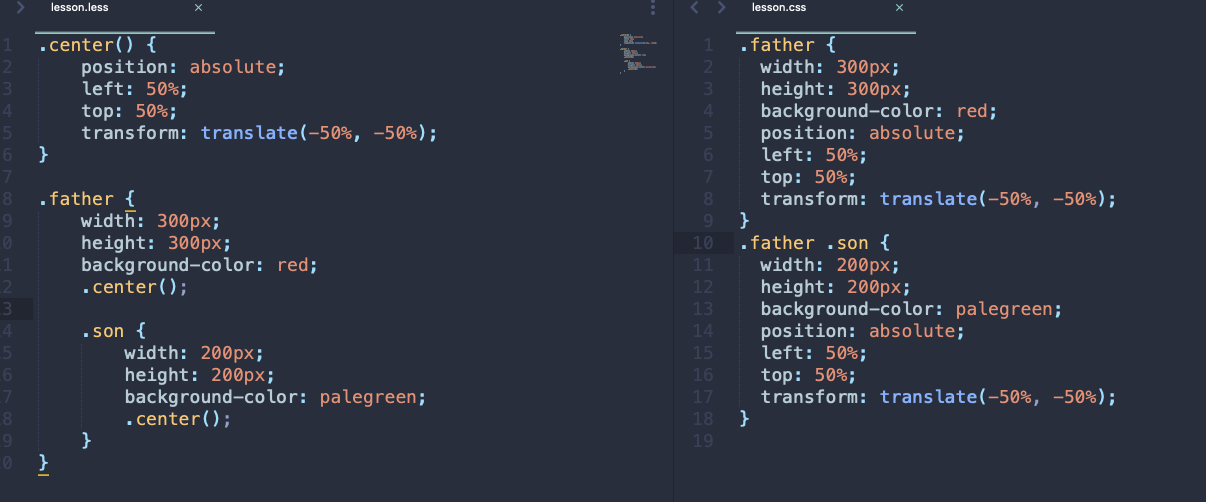 lesson.less ×
1 .center() {
2 position: absolute;
3 left: 50%;
4 top: 50%;
5 transform: translate(-50%, -50%);
6 }
7
8 .father {
9 width: 300px;
0 height: 300px;
1 background-color: red;
2 .center();
3
4 .son {
5 width: 200px;
6 height: 200px;
7 background-color: palegreen;
8 .center();
9 }
0 }
lesson.css ×
1 .father {
2 width: 300px;
3 height: 300px;
4 background-color: red;
5 position: absolute;
6 left: 50%;
7 top: 50%;
8 transform: translate(-50%, -50%);
9 }
10 .father .son {
11 width: 200px;
12 height: 200px;
13 background-color: palegreen;
14 position: absolute;
15 left: 50%;
16 top: 50%;
17 transform: translate(-50%, -50%);
18 }
19